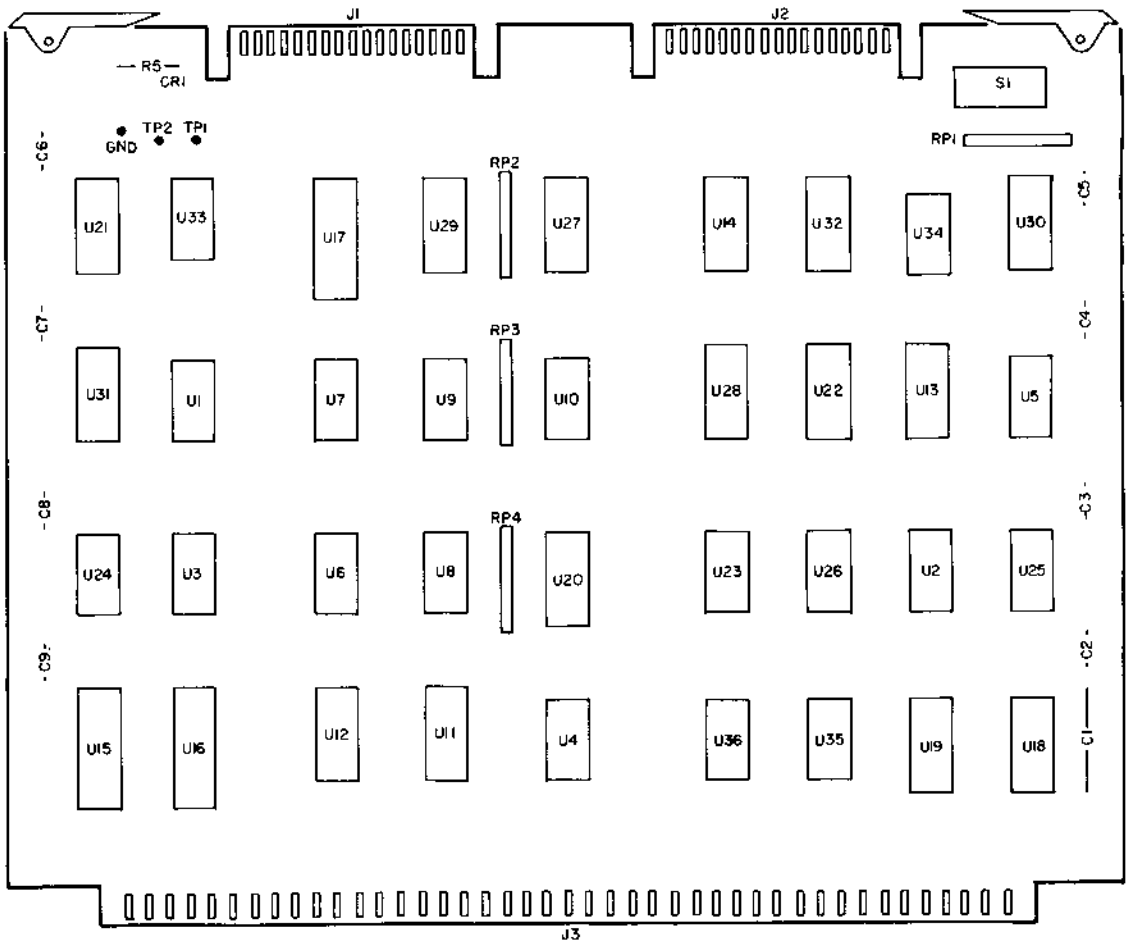 J1 J2
R5
CR1
S1
GND TP2 TP1
RP1
C6
RP2
C5
U21 U33 U17 U29 U27 U14 U32 U34 U30
C7
RP3
C4
U31 U1 U7 U9 U10 U28 U22 U13 U5
C8
RP4
C3
U24 U3 U6 U8 U20 U23 U26 U2 U25
C9
C2
U15 U16 U12 U11 U4 U36 U35 U19 U18 C1
J3